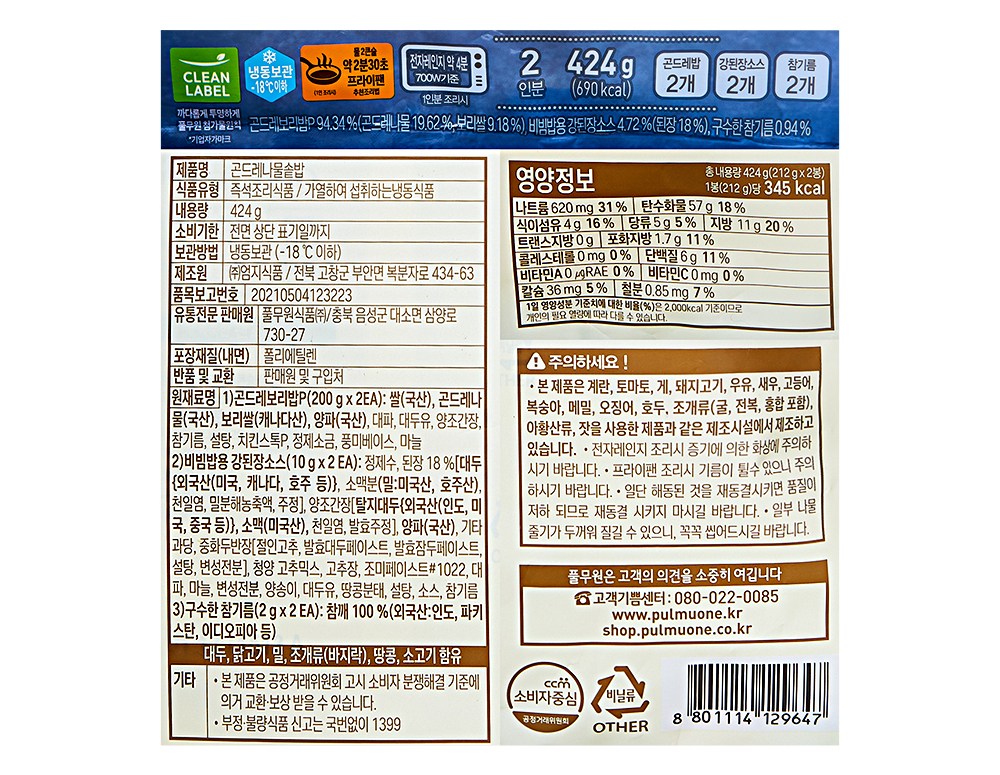 CLEAN
LABEL
까다롭게 투명하게
풀무원 첨가물원칙
*기업자가마크
냉동보관
-18℃이하
풀2큰술
약 2분30초
프라이팬
(1번 조리시) 추천조리법
전자레인지 약 4분
700W기준
1인분 조리시
2
인분
424 g
(690 kcal)
곤드레밥
2개
강된장소스
2개
참기름
2개
곤드레보리밥P 94.34 %(곤드레나물 19.62 %, 보리쌀 9.18 %), 비빔밥용 강된장소스 4.72 %(된장 18 %), 구수한 참기름 0.94 %
제품명 곤드레나물솥밥
식품유형 즉석조리식품 / 가열하여 섭취하는냉동식품
내용량 424 g
소비기한 전면 상단 표기일까지
보관방법 냉동보관 (-18 ℃ 이하)
제조원 ㈜엄지식품 / 전북 고창군 부안면 복분자로 434-63
품목보고번호 20210504123223
유통전문 판매원 풀무원식품㈜/충북 음성군 대소면 삼양로
730-27
포장재질(내면) 폴리에틸렌
반품 및 교환 판매원 및 구입처
원재료명 1)곤드레보리밥P(200 g x 2EA): 쌀(국산), 곤드레나
물(국산), 보리쌀(캐나다산), 양파(국산), 대파, 대두유, 양조간장,
참기름, 설탕, 치킨스톡P, 정제소금, 풍미베이스, 마늘
2)비빔밥용 강된장소스(10 g x 2 EA): 정제수, 된장 18 %[대두
{외국산(미국, 캐나다, 호주 등)}, 소맥분(밀:미국산, 호주산),
천일염, 밀분해농축액, 주정], 양조간장[탈지대두{외국산(인도, 미
국, 중국 등)}, 소맥(미국산), 천일염, 발효주정], 양파(국산), 기타
과당, 중화두반장[절인고추, 발효대두페이스트, 발효잠두페이스트,
설탕, 변성전분], 청양 고추믹스, 고추장, 조미페이스트#1022, 대
파, 마늘, 변성전분, 양송이, 대두유, 땅콩분태, 설탕, 소스, 참기름
3)구수한 참기름(2 g x 2 EA): 참깨 100 %(외국산:인도, 파키
스탄, 이디오피아 등)
대두, 닭고기, 밀, 조개류(바지락), 땅콩, 소고기 함유
기타 • 본 제품은 공정거래위원회 고시 소비자 분쟁해결 기준에
의거 교환·보상 받을 수 있습니다.
• 부정·불량식품 신고는 국번없이 1399
영양정보
총 내용량 424 g(212 g x 2봉)
1봉(212 g)당 345 kcal
나트륨 620 mg 31 % 탄수화물 57 g 18 %
식이섬유 4 g 16 % 당류 5 g 5 % 지방 11 g 20 %
트랜스지방 0 g 포화지방 1.7 g 11 %
콜레스테롤 0 mg 0 % 단백질 6 g 11 %
비타민A 0 ㎍RAE 0 % 비타민C 0 mg 0 %
칼슘 36 mg 5 % 철분 0.85 mg 7 %
1일 영양성분 기준치에 대한 비율(%)은 2,000kcal 기준이므로
개인의 필요 열량에 따라 다를 수 있습니다.
주의하세요 !
• 본 제품은 계란, 토마토, 게, 돼지고기, 우유, 새우, 고등어,
복숭아, 메밀, 오징어, 호두, 조개류(굴, 전복, 홍합 포함),
아황산류, 잣을 사용한 제품과 같은 제조시설에서 제조하고
있습니다. • 전자레인지 조리시 증기에 의한 화상에 주의하
시기 바랍니다. • 프라이팬 조리시 기름이 튈수 있으니 주의
하시기 바랍니다. • 일단 해동된 것을 재동결시키면 품질이
저하 되므로 재동결 시키지 마시길 바랍니다. • 일부 나물
줄기가 두꺼워 질길 수 있으니, 꼭꼭 씹어드시길 바랍니다.
풀무원은 고객의 의견을 소중히 여깁니다
☎고객기쁨센터 : 080-022-0085
www.pulmuone.kr
shop.pulmuone.co.kr
ccm
소비자중심
공정거래위원회
비닐류
OTHER
8 801114 129647